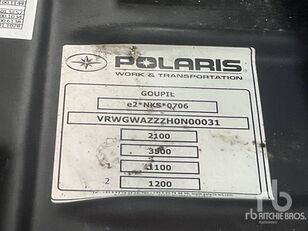 POLARIS
WORK & TRANSPORTATION
GOUPIL
e2*NKS*0706
VRWGWAZZZH0N00031
2100
3500
1100
2 1200
rb
RITCHIE BROS.